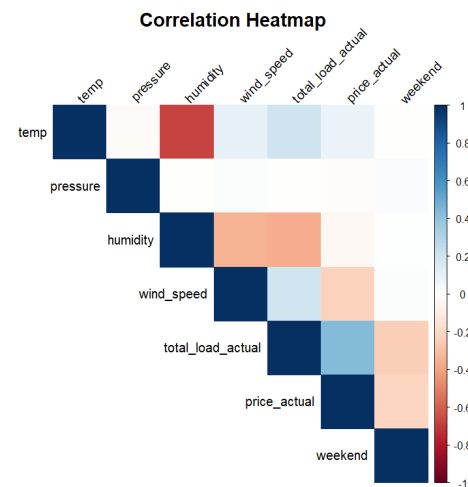 Correlation Heatmap
temp
pressure
humidity
wind_speed
total_load_actual
price_actual
weekend
temp
pressure
humidity
wind_speed
total_load_actual
price_actual
weekend
1
0.8
0.6
0.4
0.2
0
-0.2
-0.4
-0.6
-0.8
-1